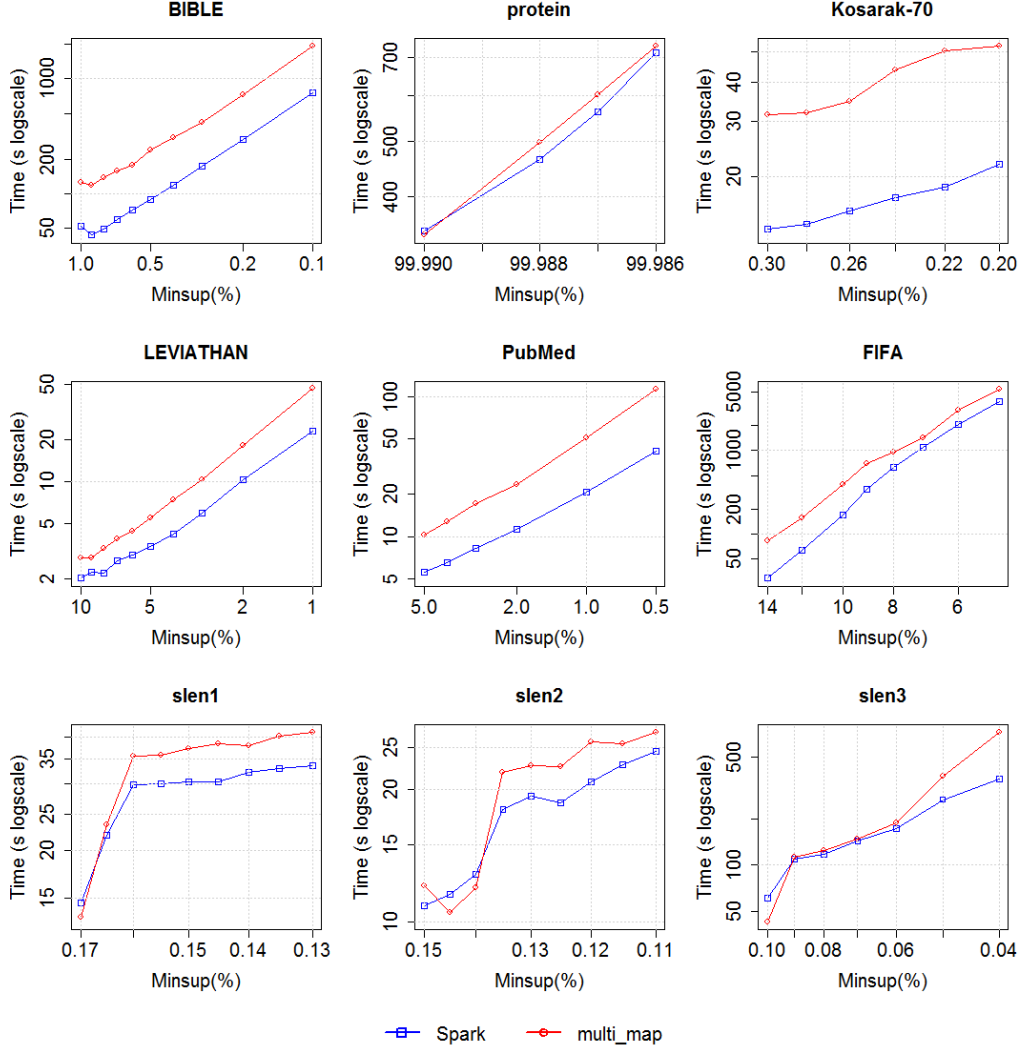 BIBLE
Time (s logscale)
1000
200
50
1.0 0.5 0.2 0.1
Minsup(%)
protein
Time (s logscale)
700
500
400
99.990 99.988 99.986
Minsup(%)
Kosarak-70
Time (s logscale)
40
30
20
0.30 0.26 0.22 0.20
Minsup(%)
LEVIATHAN
Time (s logscale)
50
20
10
5
2
10 5 2 1
Minsup(%)
PubMed
Time (s logscale)
100
50
20
10
5
5.0 2.0 1.0 0.5
Minsup(%)
FIFA
Time (s logscale)
5000
1000
200
50
14 10 8 6
Minsup(%)
slen1
Time (s logscale)
35
25
20
15
0.17 0.15 0.14 0.13
Minsup(%)
slen2
Time (s logscale)
25
20
15
10
0.15 0.13 0.12 0.11
Minsup(%)
slen3
Time (s logscale)
500
100
50
0.10 0.08 0.06 0.04
Minsup(%)
Spark multi_map